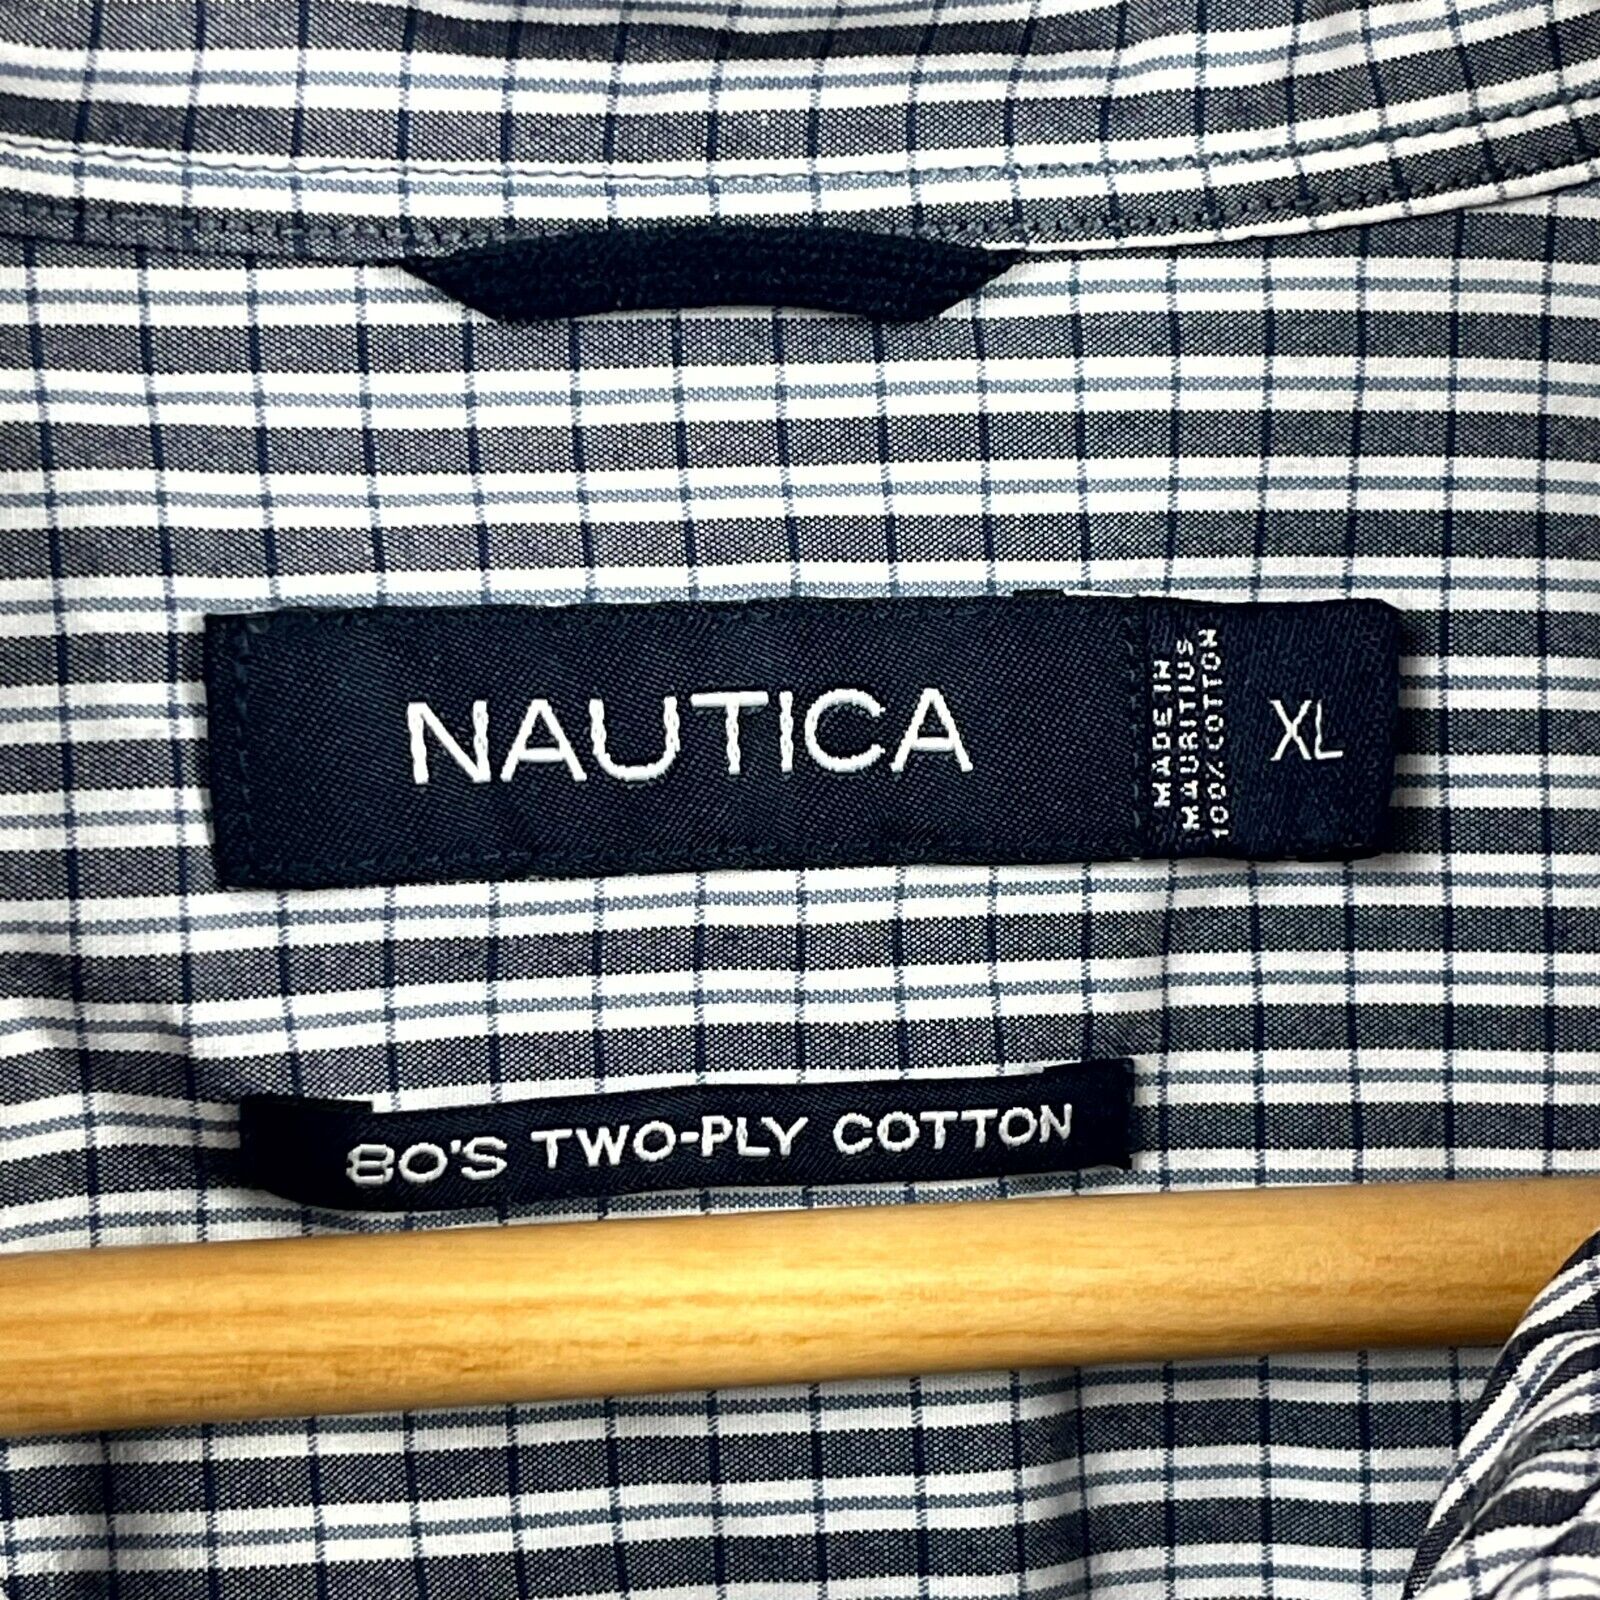 NAUTICA
MADE IN
MAURITIUS
100% COTTON
XL
80'S TWO-PLY COTTON